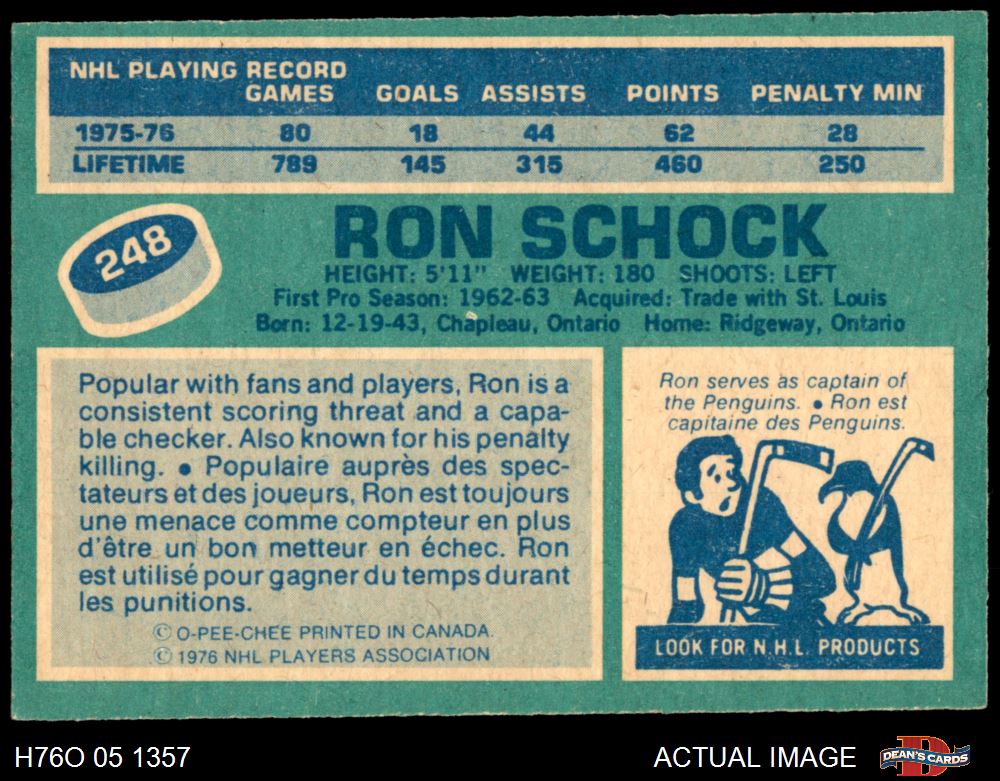 NHL PLAYING RECORD
GAMES GOALS ASSISTS POINTS PENALTY MIN
1975-76 80 18 44 62 28
LIFETIME 789 145 315 460 250
248
RON SCHOCK
HEIGHT: 5'11" WEIGHT: 180 SHOOTS: LEFT
First Pro Season: 1962-63 Acquired: Trade with St. Louis
Born: 12-19-43, Chapleau, Ontario Home: Ridgeway, Ontario
Popular with fans and players, Ron is a
consistent scoring threat and a capa-
ble checker. Also known for his penalty
killing. ● Populaire auprès des spec-
tateurs et des joueurs, Ron est toujours
une menace comme compteur en plus
d'être un bon metteur en échec. Ron
est utilisé pour gagner du temps durant
les punitions.
© O-PEE-CHEE PRINTED IN CANADA.
© 1976 NHL PLAYERS ASSOCIATION
Ron serves as captain of
the Penguins. ● Ron est
capitaine des Penguins.
LOOK FOR N.H.L. PRODUCTS
H76O 05 1357
ACTUAL IMAGE
D
DEAN'S CARDS